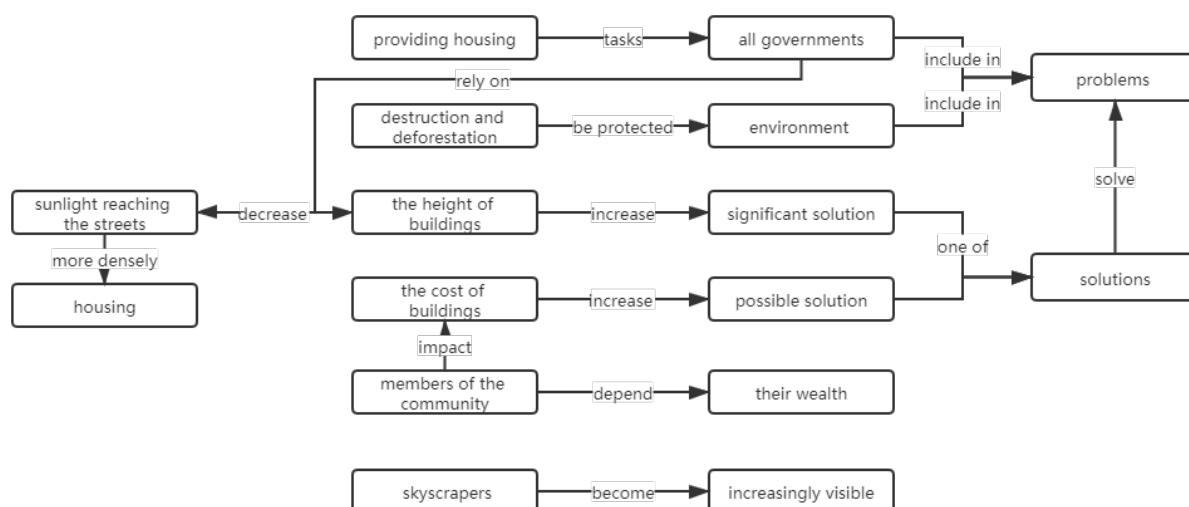 providing housing
tasks
all governments
include in
problems
rely on
destruction and
deforestation
be protected
environment
include in
solve
sunlight reaching
the streets
decrease
the height of
buildings
increase
significant solution
one of
more densely
housing
the cost of
buildings
increase
possible solution
solutions
impact
members of the
community
depend
their wealth
skyscrapers
become
increasingly visible